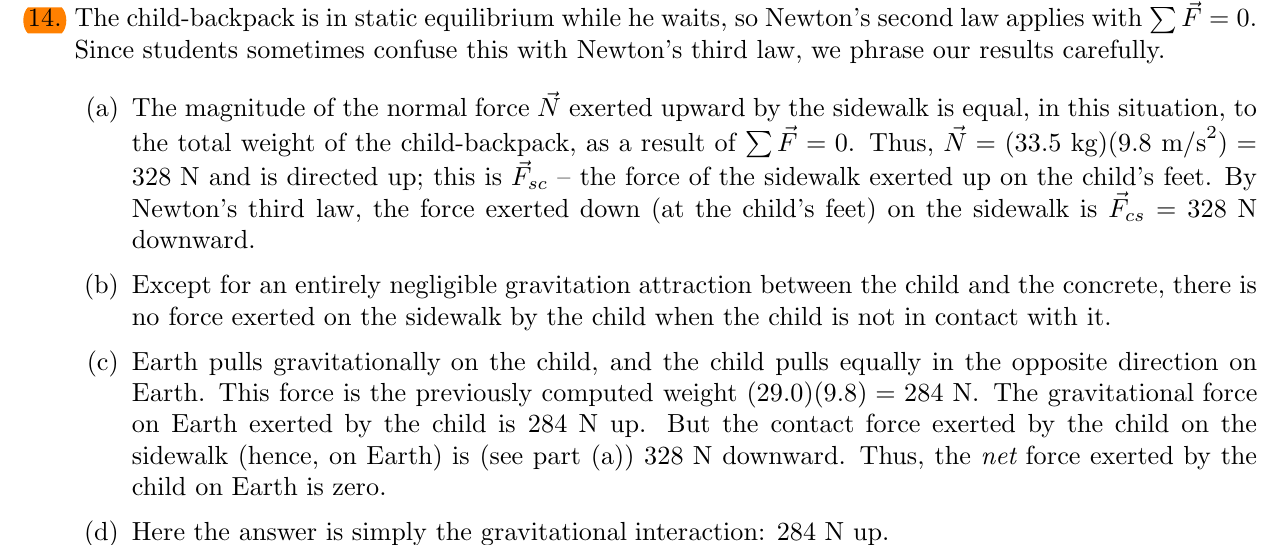 14. The child-backpack is in static equilibrium while he waits, so Newton's second law applies with ∑ F⃗ = 0.
Since students sometimes confuse this with Newton's third law, we phrase our results carefully.
(a) The magnitude of the normal force N⃗ exerted upward by the sidewalk is equal, in this situation, to
the total weight of the child-backpack, as a result of ∑ F⃗ = 0. Thus, N⃗ = (33.5 kg)(9.8 m/s²) =
328 N and is directed up; this is F⃗sc – the force of the sidewalk exerted up on the child's feet. By
Newton's third law, the force exerted down (at the child's feet) on the sidewalk is F⃗cs = 328 N
downward.
(b) Except for an entirely negligible gravitation attraction between the child and the concrete, there is
no force exerted on the sidewalk by the child when the child is not in contact with it.
(c) Earth pulls gravitationally on the child, and the child pulls equally in the opposite direction on
Earth. This force is the previously computed weight (29.0)(9.8) = 284 N. The gravitational force
on Earth exerted by the child is 284 N up. But the contact force exerted by the child on the
sidewalk (hence, on Earth) is (see part (a)) 328 N downward. Thus, the net force exerted by the
child on Earth is zero.
(d) Here the answer is simply the gravitational interaction: 284 N up.